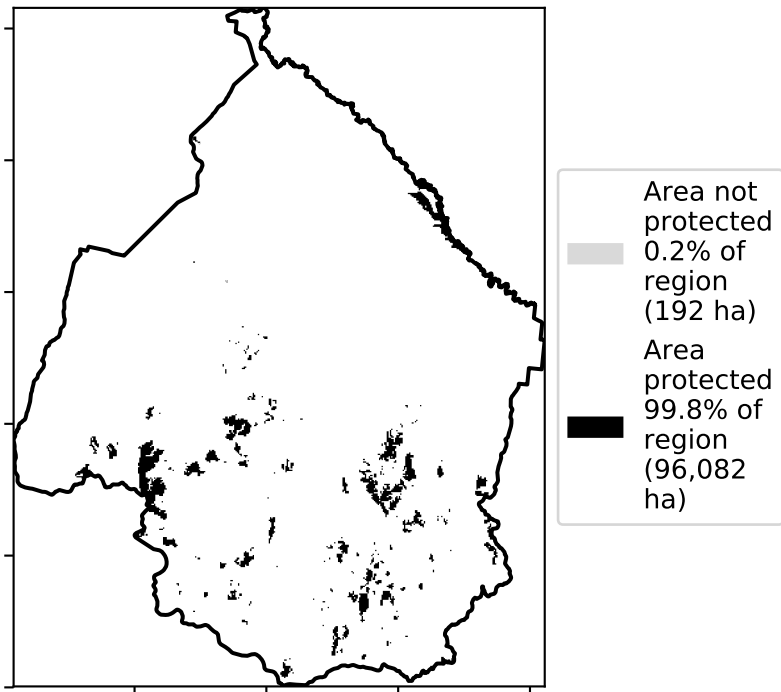 Area not
protected
0.2% of
region
(192 ha)
Area
protected
99.8% of
region
(96,082
ha)